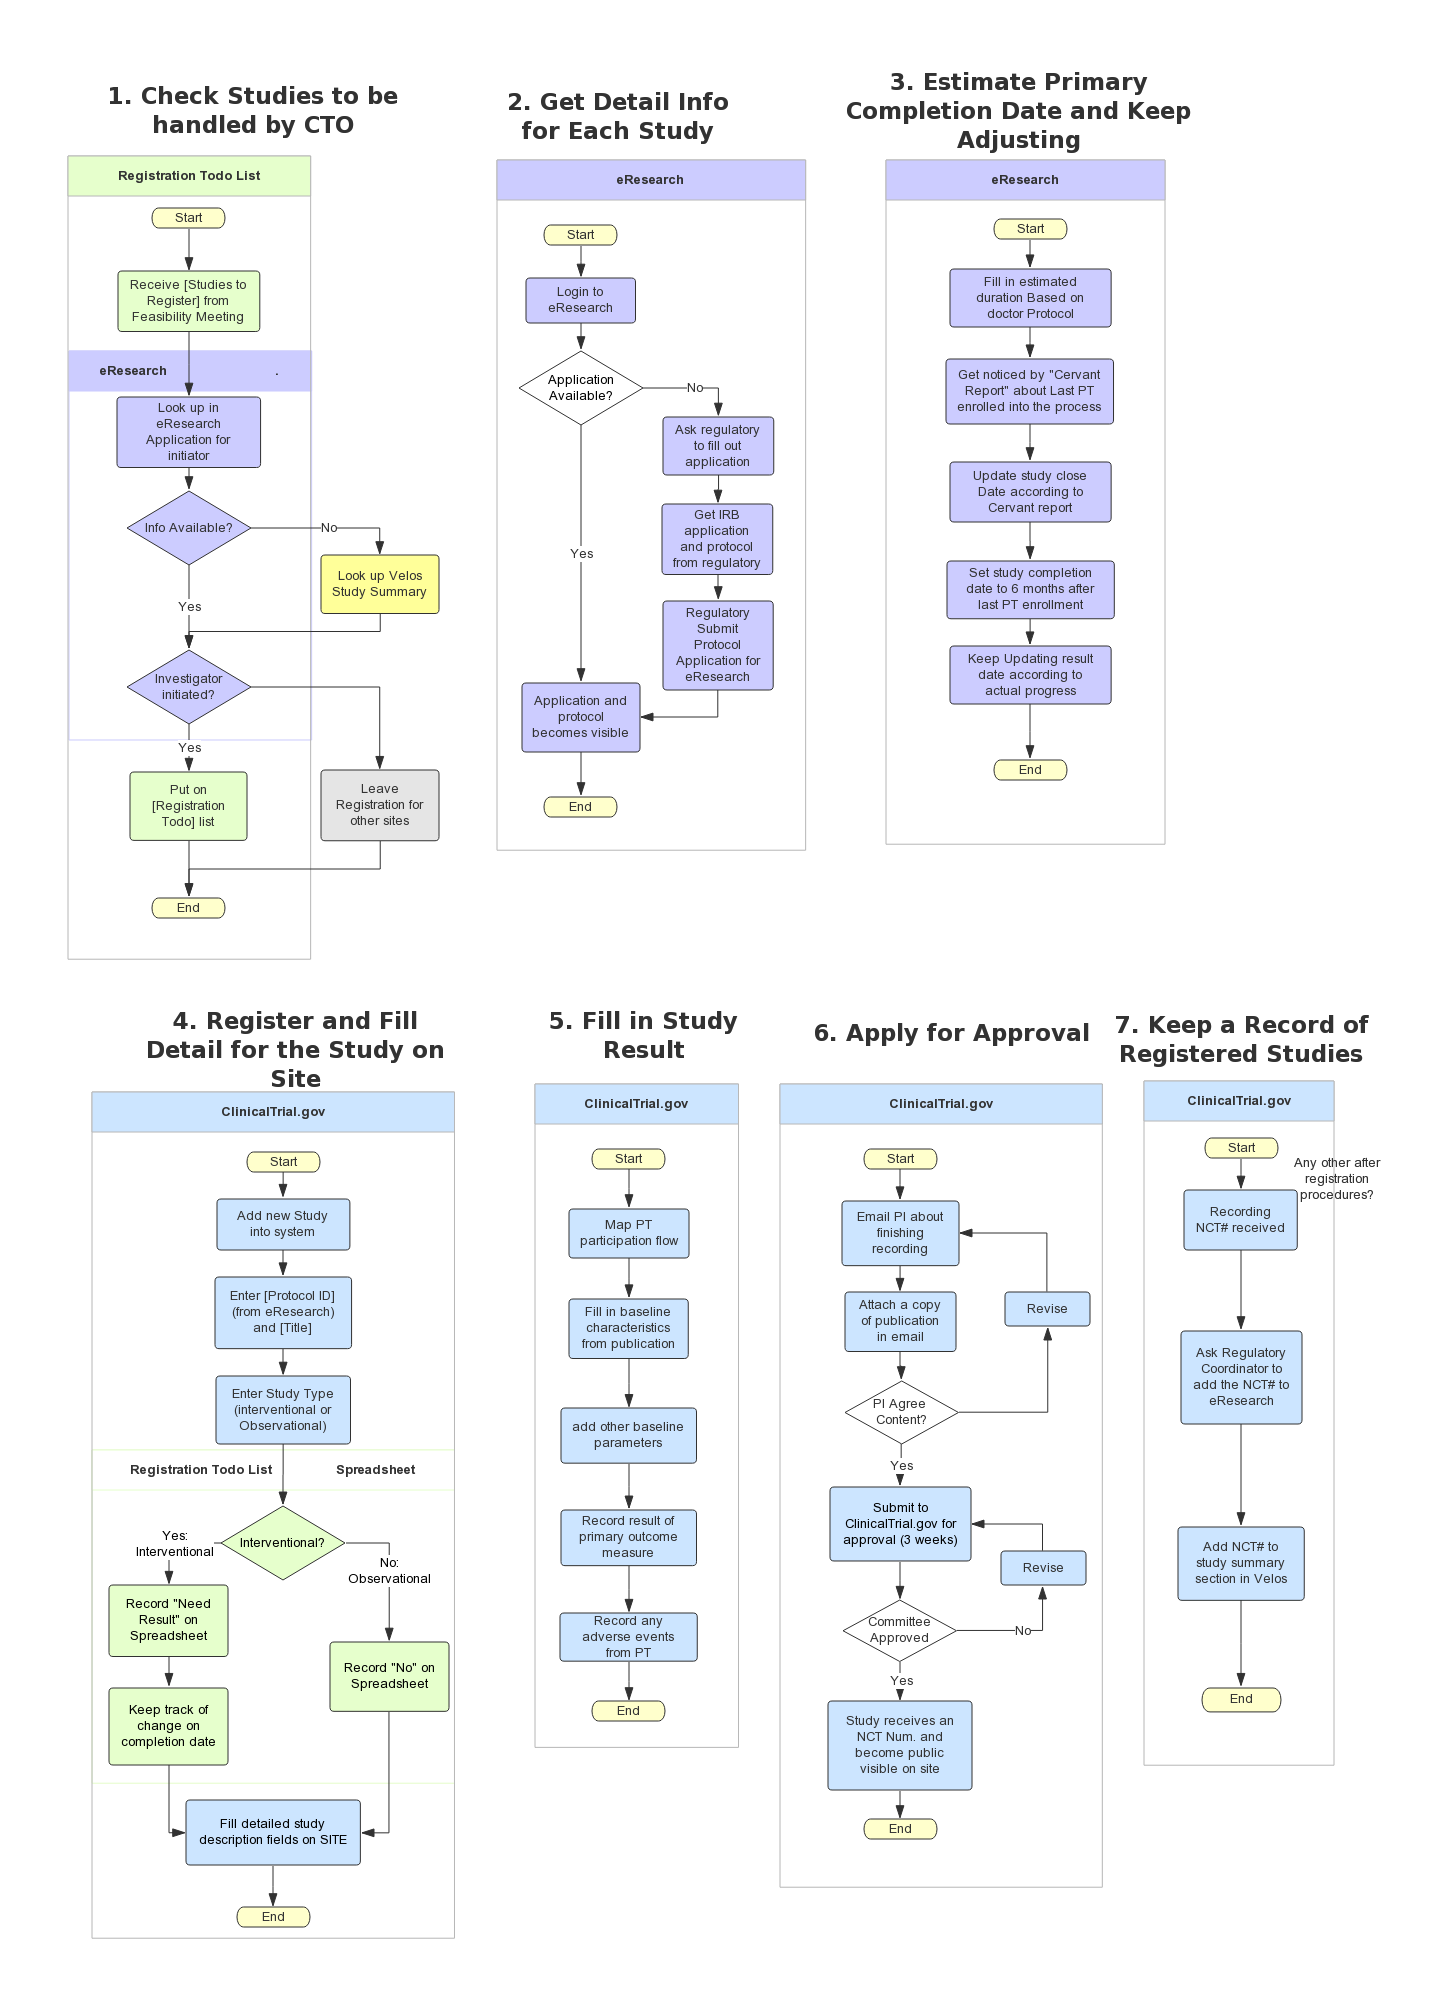 1. Check Studies to be
handled by CTO
Registration Todo List
Start
Receive [Studies to
Register] from
Feasibility Meeting
eResearch .
Look up in
eResearch
Application for
initiator
Info Available?
No
Look up Velos
Study Summary
Yes
Investigator
initiated?
Yes
Put on
[Registration
Todo] list
Leave
Registration for
other sites
End
2. Get Detail Info
for Each Study
eResearch
Start
Login to
eResearch
Application
Available?
No
Ask regulatory
to fill out
application
Get IRB
application
and protocol
from regulatory
Yes
Regulatory
Submit
Protocol
Application for
eResearch
Application and
protocol
becomes visible
End
3. Estimate Primary
Completion Date and Keep
Adjusting
eResearch
Start
Fill in estimated
duration Based on
doctor Protocol
Get noticed by "Cervant
Report" about Last PT
enrolled into the process
Update study close
Date according to
Cervant report
Set study completion
date to 6 months after
last PT enrollment
Keep Updating result
date according to
actual progress
End
4. Register and Fill
Detail for the Study on
Site
ClinicalTrial.gov
Start
Add new Study
into system
Enter [Protocol ID]
(from eResearch)
and [Title]
Enter Study Type
(interventional or
Observational)
Registration Todo List Spreadsheet
Interventional?
Yes:
Interventional
No:
Observational
Record "Need
Result" on
Spreadsheet
Record "No" on
Spreadsheet
Keep track of
change on
completion date
Fill detailed study
description fields on SITE
End
5. Fill in Study
Result
ClinicalTrial.gov
Start
Map PT
participation flow
Fill in baseline
characteristics
from publication
add other baseline
parameters
Record result of
primary outcome
measure
Record any
adverse events
from PT
End
6. Apply for Approval
ClinicalTrial.gov
Start
Email PI about
finishing
recording
Attach a copy
of publication
in email
Revise
PI Agree
Content?
Yes
Submit to
ClinicalTrial.gov for
approval (3 weeks)
Revise
Committee
Approved
No
Yes
Study receives an
NCT Num. and
become public
visible on site
End
7. Keep a Record of
Registered Studies
ClinicalTrial.gov
Start
Any other after
registration
procedures?
Recording
NCT# received
Ask Regulatory
Coordinator to
add the NCT# to
eResearch
Add NCT# to
study summary
section in Velos
End